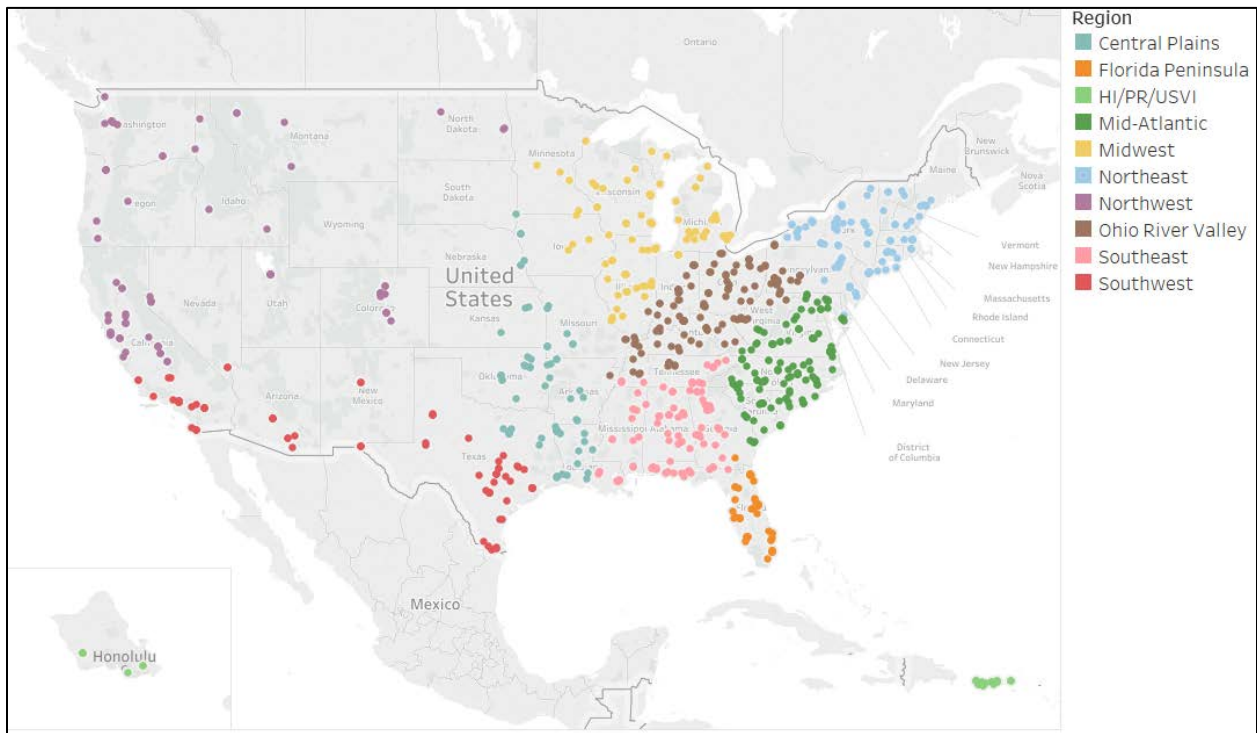 Region
Central Plains
Florida Peninsula
HI/PR/USVI
Mid-Atlantic
Midwest
Northeast
Northwest
Ohio River Valley
Southeast
Southwest
Ontario
New
Brunswick
Maine
Nova
Scotia
North
Dakota
Montana
Minnesota
South
Dakota
Idaho
Wyoming
Nebraska
United
States
Nevada
Utah
Kansas
Missouri
West
Vermont
New Hampshire
Massachusetts
Rhode Island
Connecticut
New Jersey
Delaware
Maryland
District
of Columbia
Arizona
New
Mexico
Texas
Mexico
Honolulu